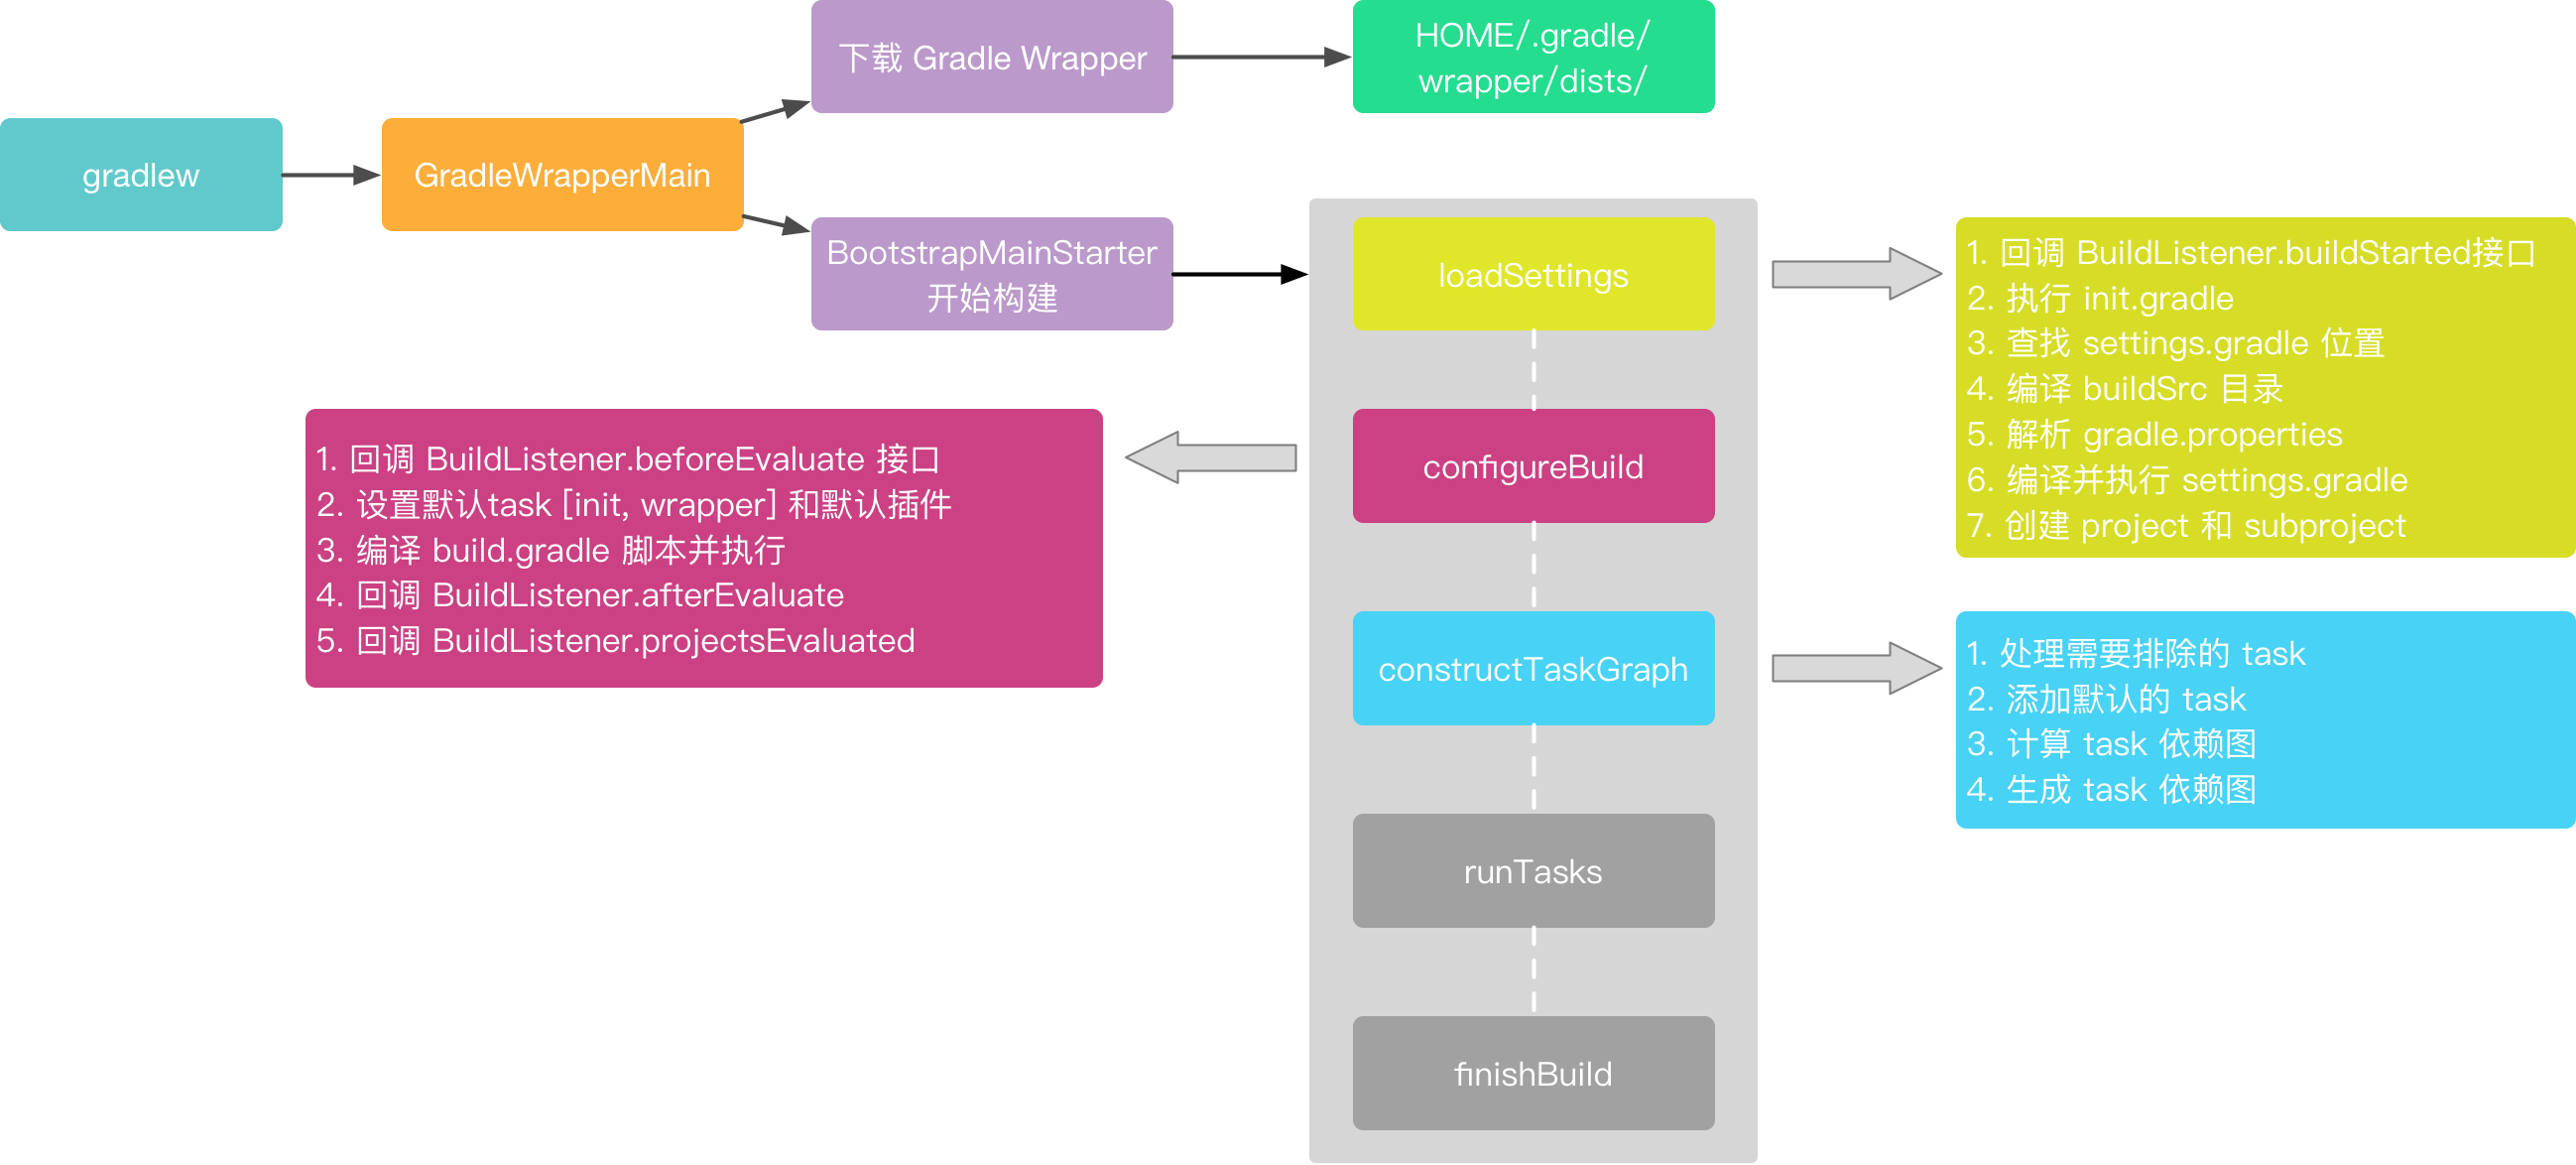 gradlew
GradleWrapperMain
下载 Gradle Wrapper
HOME/.gradle/
wrapper/dists/
BootstrapMainStarter
开始构建
loadSettings
1. 回调 BuildListener.buildStarted接口
2. 执行 init.gradle
3. 查找 settings.gradle 位置
4. 编译 buildSrc 目录
5. 解析 gradle.properties
6. 编译并执行 settings.gradle
7. 创建 project 和 subproject
configureBuild
1. 回调 BuildListener.beforeEvaluate 接口
2. 设置默认task [init, wrapper] 和默认插件
3. 编译 build.gradle 脚本并执行
4. 回调 BuildListener.afterEvaluate
5. 回调 BuildListener.projectsEvaluated
constructTaskGraph
1. 处理需要排除的 task
2. 添加默认的 task
3. 计算 task 依赖图
4. 生成 task 依赖图
runTasks
finishBuild